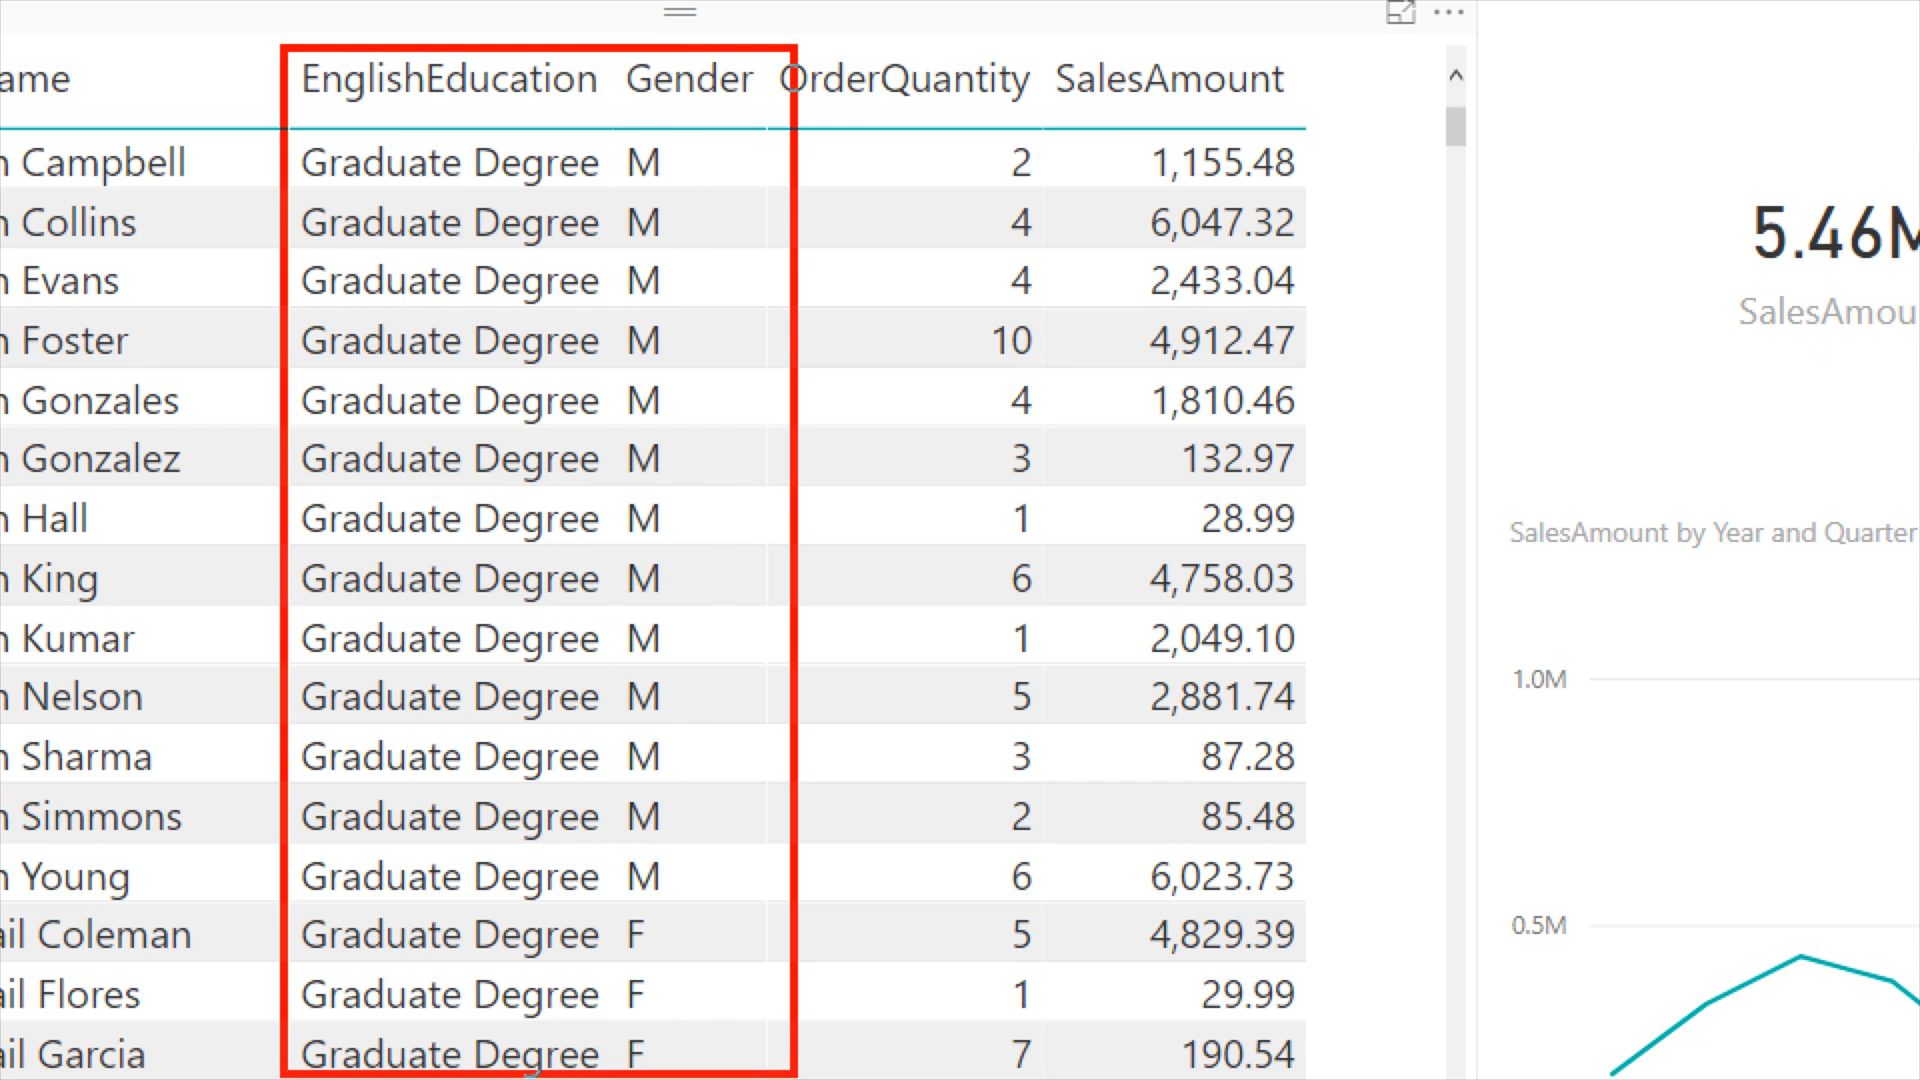 ame EnglishEducation Gender OrderQuantity SalesAmount
n Campbell Graduate Degree M 2 1,155.48
n Collins Graduate Degree M 4 6,047.32
n Evans Graduate Degree M 4 2,433.04
n Foster Graduate Degree M 10 4,912.47
n Gonzales Graduate Degree M 4 1,810.46
n Gonzalez Graduate Degree M 3 132.97
n Hall Graduate Degree M 1 28.99
n King Graduate Degree M 6 4,758.03
n Kumar Graduate Degree M 1 2,049.10
n Nelson Graduate Degree M 5 2,881.74
n Sharma Graduate Degree M 3 87.28
n Simmons Graduate Degree M 2 85.48
n Young Graduate Degree M 6 6,023.73
ail Coleman Graduate Degree F 5 4,829.39
ail Flores Graduate Degree F 1 29.99
ail Garcia Graduate Degree F 7 190.54
5.46M
SalesAmou
SalesAmount by Year and Quarter
1.0M
0.5M